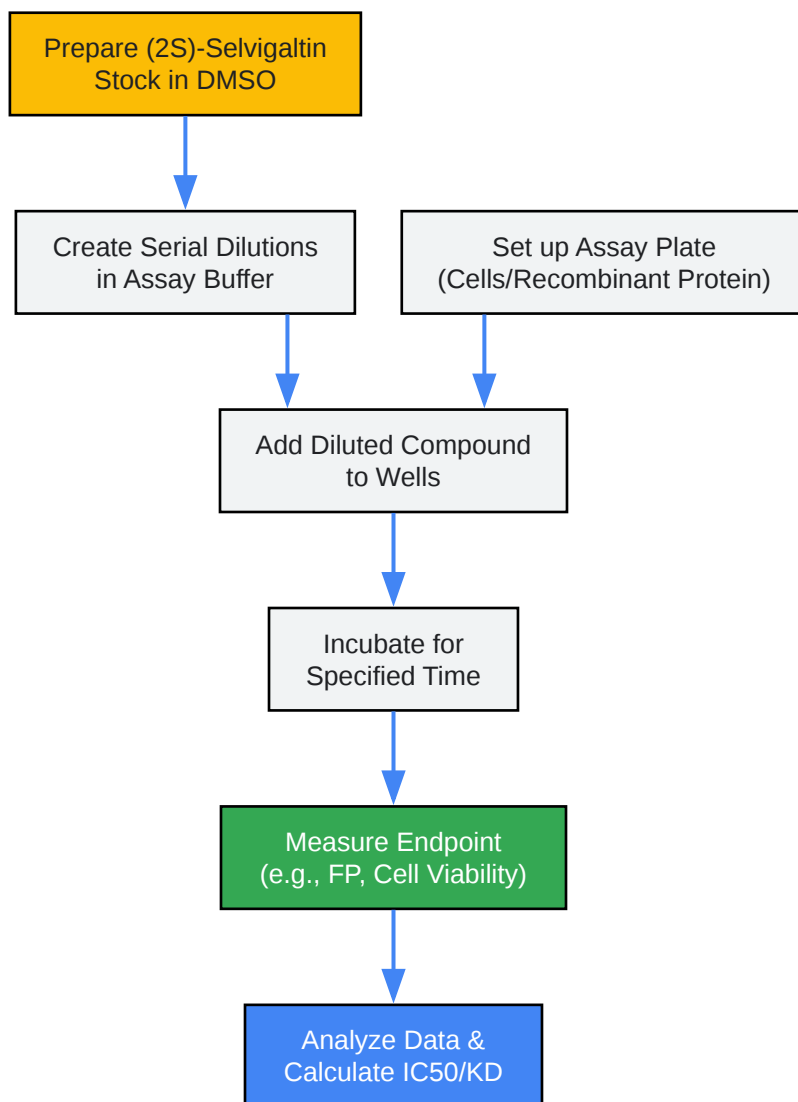 Prepare (2S)-Selvigaltin
Stock in DMSO
Create Serial Dilutions
in Assay Buffer
Set up Assay Plate
(Cells/Recombinant Protein)
Add Diluted Compound
to Wells
Incubate for
Specified Time
Measure Endpoint
(e.g., FP, Cell Viability)
Analyze Data &
Calculate IC50/KD